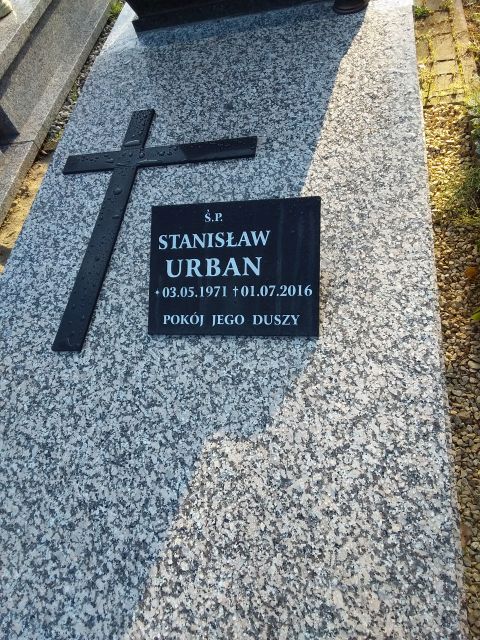 Ś.P.
STANISŁAW
URBAN
* 03.05.1971 † 01.07.2016
POKÓJ JEGO DUSZY